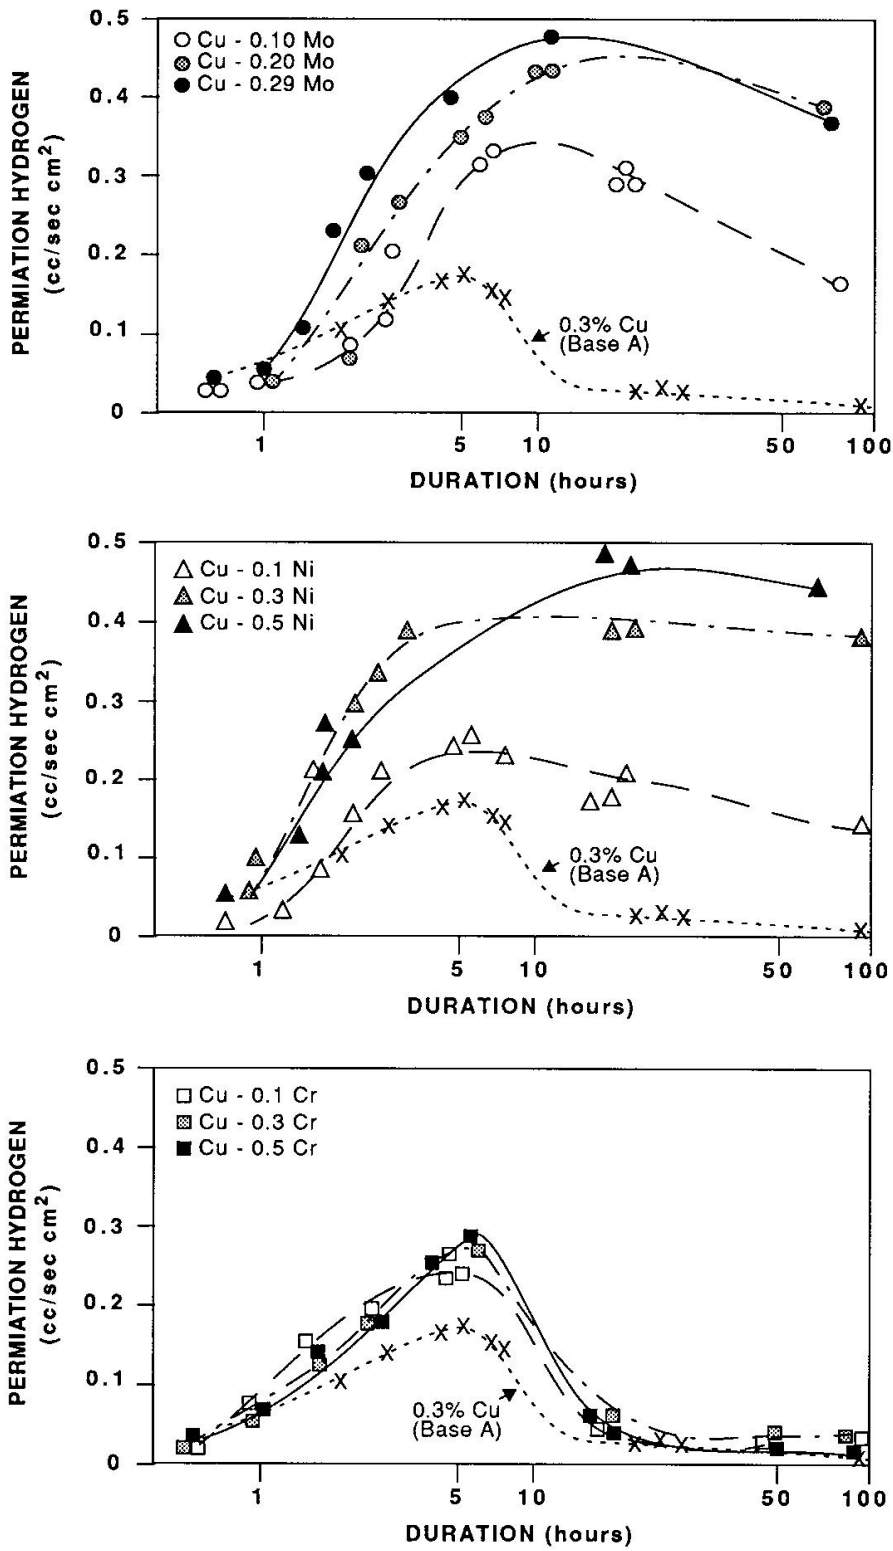 0.5
Cu - 0.10 Mo
Cu - 0.20 Mo
Cu - 0.29 Mo
0.4
0.3
0.2
0.1
0
PERMIATION HYDROGEN
(cc/sec cm²)
0.3% Cu
(Base A)
1 5 10 50 100
DURATION (hours)
0.5
Cu - 0.1 Ni
Cu - 0.3 Ni
Cu - 0.5 Ni
0.4
0.3
0.2
0.1
0
PERMIATION HYDROGEN
(cc/sec cm²)
0.3% Cu
(Base A)
1 5 10 50 100
DURATION (hours)
0.5
Cu - 0.1 Cr
Cu - 0.3 Cr
Cu - 0.5 Cr
0.4
0.3
0.2
0.1
0
PERMIATION HYDROGEN
(cc/sec cm²)
0.3% Cu
(Base A)
1 5 10 50 100
DURATION (hours)